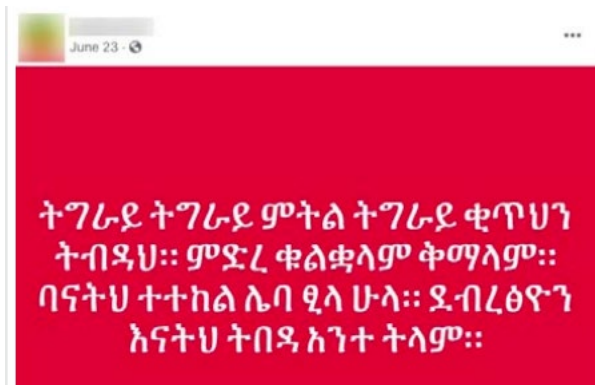 June 23
ትግራይ ትግራይ ምትል ትግራይ ቂጥህን
ትብዳህ። ምድረ ቁልቋላም ቅማላም።
ባናትህ ተተከል ሌባ ፂላ ሁላ። ደብረፅዮን
እናትህ ትበዳ አንተ ትላም።